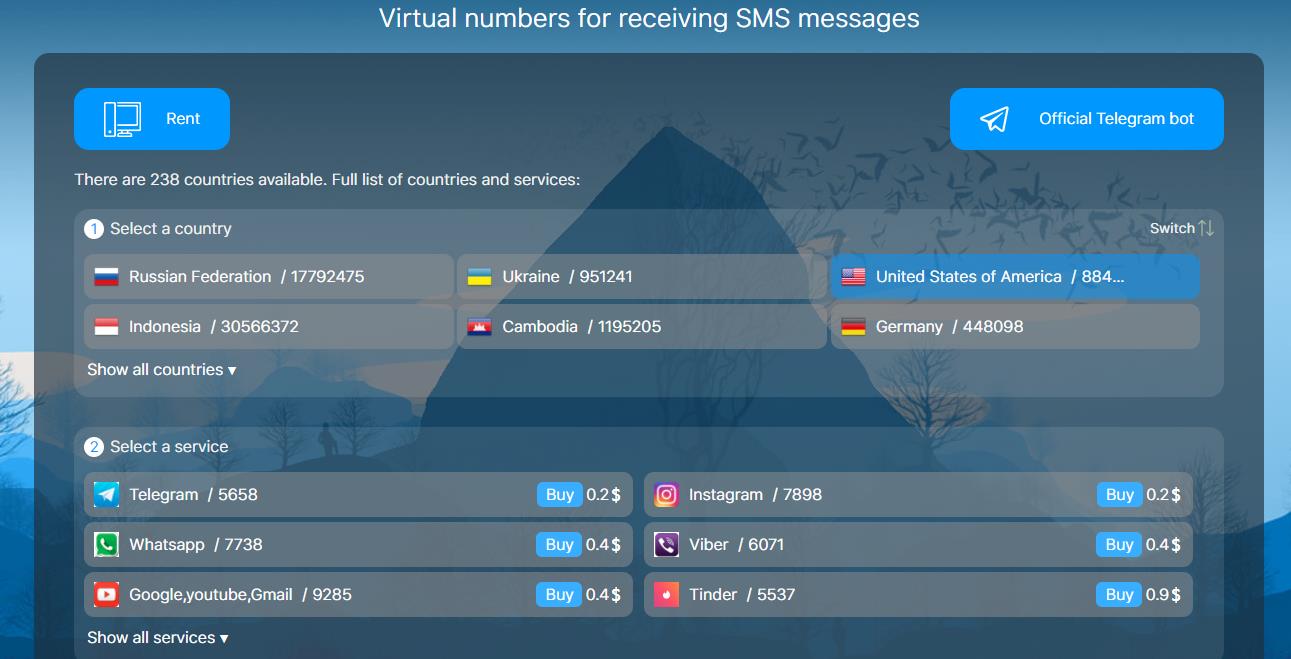 Virtual numbers for receiving SMS messages
Rent
Official Telegram bot
There are 238 countries available. Full list of countries and services:
1 Select a country
Switch
Russian Federation / 17792475
Ukraine / 951241
United States of America / 884...
Indonesia / 30566372
Cambodia / 1195205
Germany / 448098
Show all countries ▾
2 Select a service
Telegram / 5658 Buy 0.2$
Instagram / 7898 Buy 0.2$
Whatsapp / 7738 Buy 0.4$
Viber / 6071 Buy 0.4$
Google,youtube,Gmail / 9285 Buy 0.4$
Tinder / 5537 Buy 0.9$
Show all services ▾